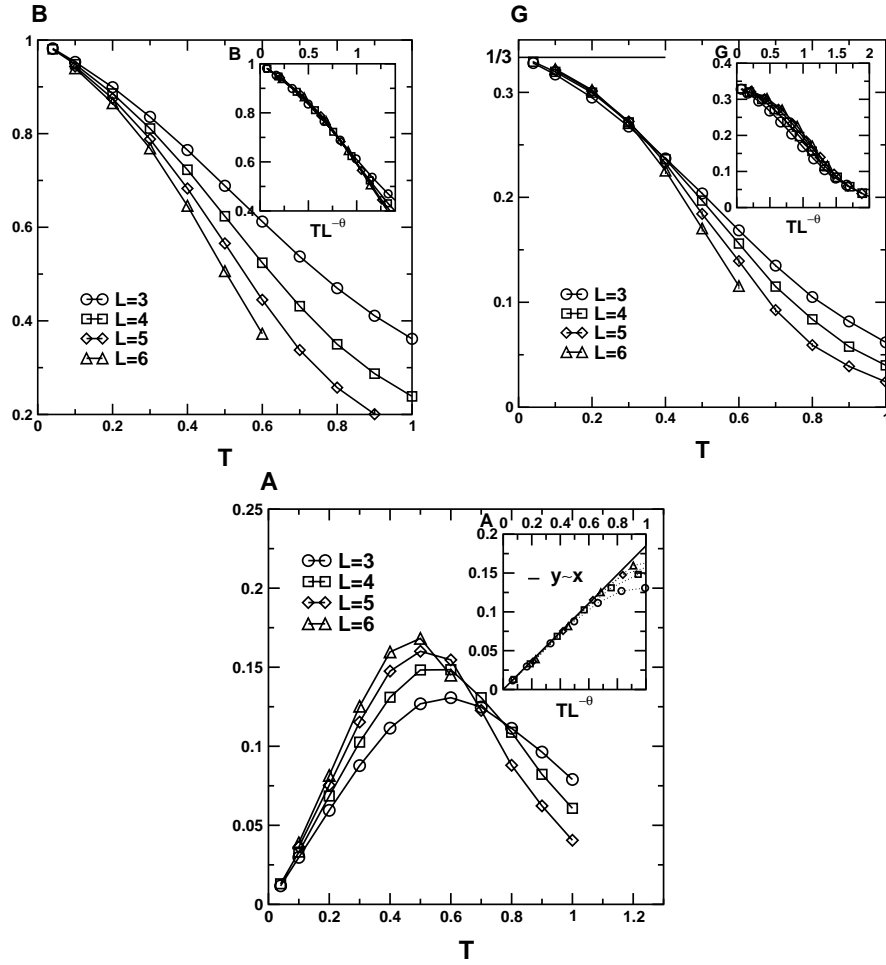 B
1
0.8
0.6
0.4
0.2
0 0.2 0.4 0.6 0.8 1
T
L=3
L=4
L=5
L=6
B
0 0.5 1
1
0.8
0.6
0.4
TL^-θ
G
1/3
0.3
0.2
0.1
0
0 0.2 0.4 0.6 0.8 1
T
L=3
L=4
L=5
L=6
G
0 0.5 1 1.5 2
0.4
0.3
0.2
0.1
0
TL^-θ
A
0.25
0.2
0.15
0.1
0.05
0
0 0.2 0.4 0.6 0.8 1 1.2
T
L=3
L=4
L=5
L=6
A
0 0.2 0.4 0.6 0.8 1
0.2
0.15
0.1
0.05
0
y~x
TL^-θ